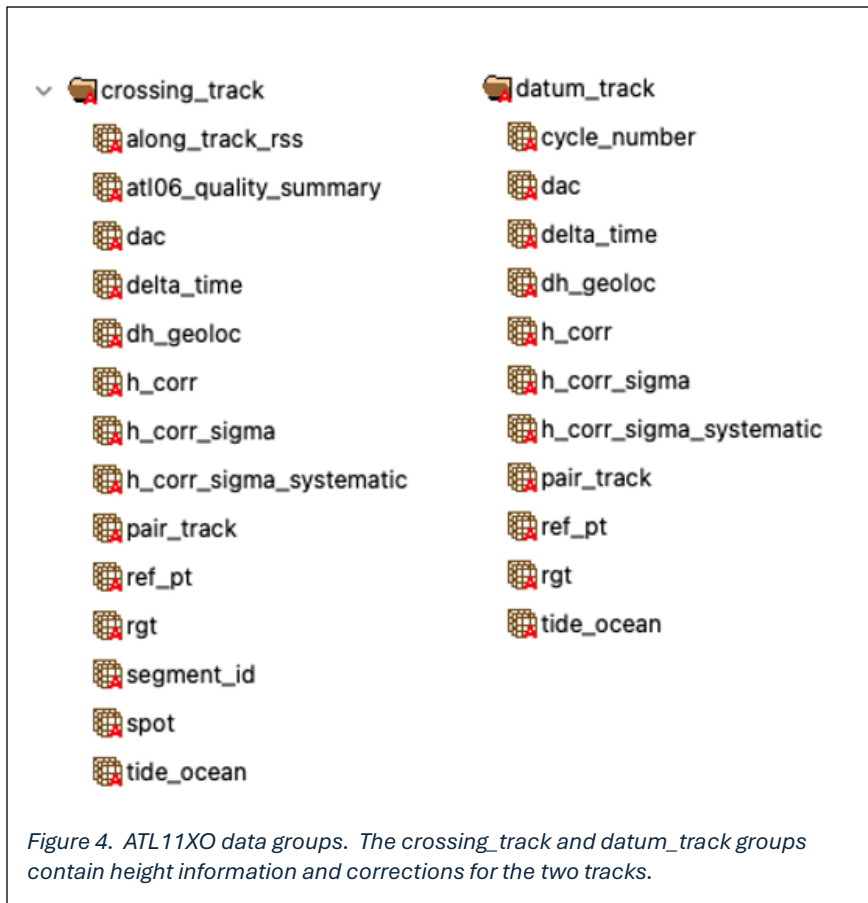 crossing_track
along_track_rss
atl06_quality_summary
dac
delta_time
dh_geoloc
h_corr
h_corr_sigma
h_corr_sigma_systematic
pair_track
ref_pt
rgt
segment_id
spot
tide_ocean
datum_track
cycle_number
dac
delta_time
dh_geoloc
h_corr
h_corr_sigma
h_corr_sigma_systematic
pair_track
ref_pt
rgt
tide_ocean
Figure 4. ATL11XO data groups. The crossing_track and datum_track groups
contain height information and corrections for the two tracks.